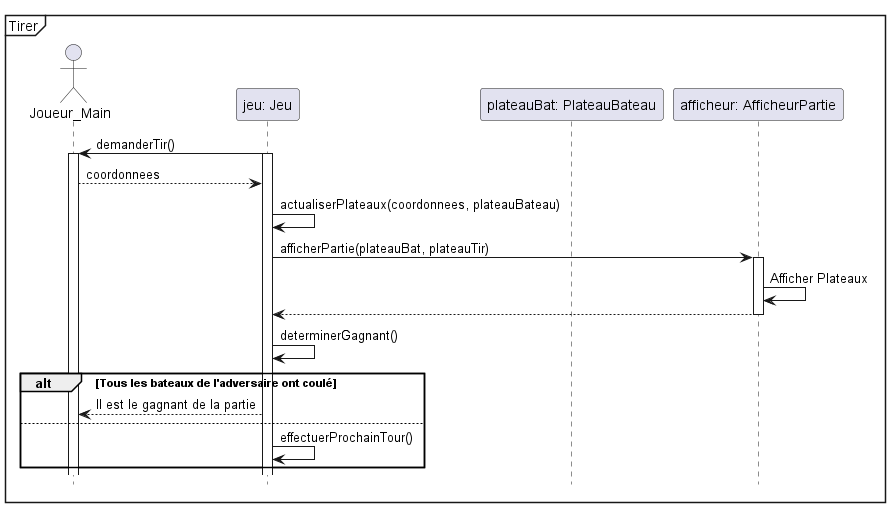 Tirer
Joueur_Main
jeu: Jeu
plateauBat: PlateauBateau
afficheur: AfficheurPartie
demanderTir()
coordonnees
actualiserPlateaux(coordonnees, plateauBateau)
afficherPartie(plateauBat, plateauTir)
Afficher Plateaux
determinerGagnant()
alt
[Tous les bateaux de l'adversaire ont coulé]
Il est le gagnant de la partie
effectuerProchainTour()